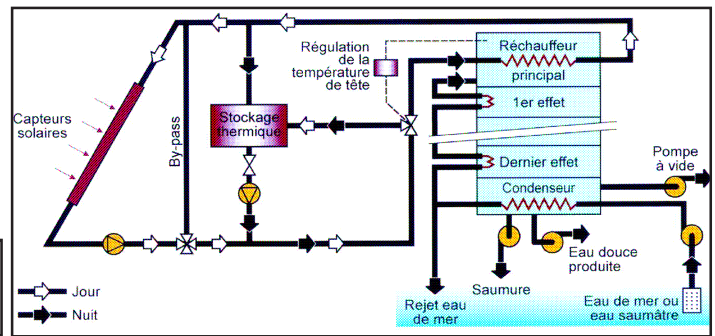 Régulation
de la
température
de tête
Réchauffeur
principal
1er effet
Capteurs
solaires
By-pass
Stockage
thermique
Dernier effet
Condenseur
Pompe
à vide
Eau douce
produite
Saumure
Jour
Nuit
Rejet eau
de mer
Eau de mer ou
eau saumâtre